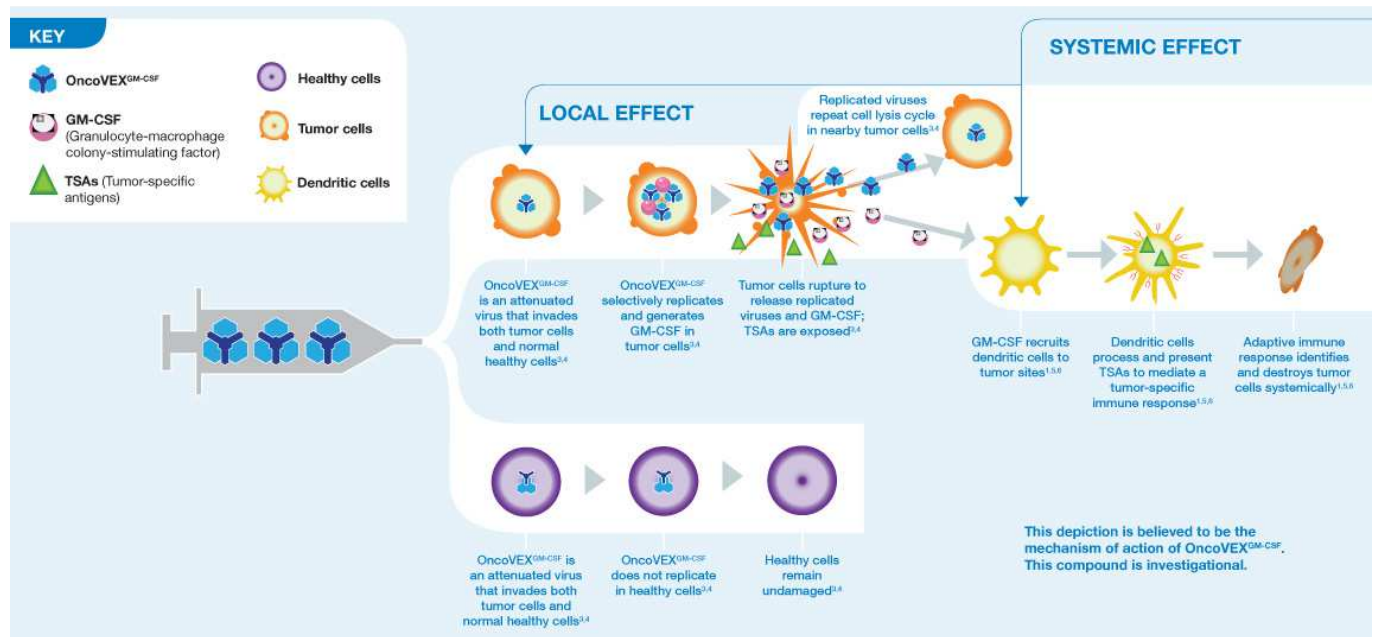 KEY
OncoVEXGM-CSF
GM-CSF
(Granulocyte-macrophage
colony-stimulating factor)
TSAs (Tumor-specific
antigens)
Healthy cells
Tumor cells
Dendritic cells
LOCAL EFFECT
SYSTEMIC EFFECT
Replicated viruses
repeat cell lysis cycle
in nearby tumor cells3,4
OncoVEXGM-CSF
is an attenuated
virus that invades
both tumor cells
and normal
healthy cells3,4
OncoVEXGM-CSF
selectively replicates
and generates
GM-CSF in
tumor cells3,4
Tumor cells rupture to
release replicated
viruses and GM-CSF;
TSAs are exposed3,4
GM-CSF recruits
dendritic cells to
tumor sites1,5,6
Dendritic cells
process and present
TSAs to mediate a
tumor-specific
immune response1,5,6
Adaptive immune
response identifies
and destroys tumor
cells systemically1,5,6
OncoVEXGM-CSF is
an attenuated virus
that invades both
tumor cells and
normal healthy cells3,4
OncoVEXGM-CSF
does not replicate
in healthy cells3,4
Healthy cells
remain
undamaged3,4
This depiction is believed to be the
mechanism of action of OncoVEXGM-CSF.
This compound is investigational.